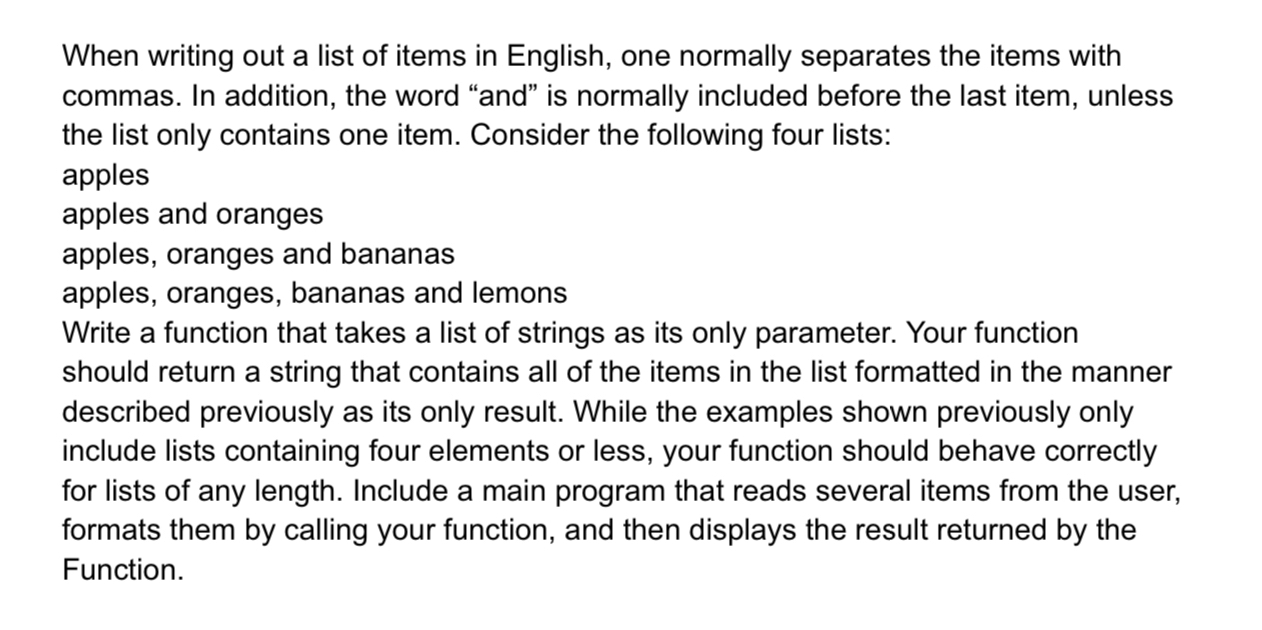 When writing out a list of items in English, one normally separates the items with
commas. In addition, the word “and” is normally included before the last item, unless
the list only contains one item. Consider the following four lists:
apples
apples and oranges
apples, oranges and bananas
apples, oranges, bananas and lemons
Write a function that takes a list of strings as its only parameter. Your function
should return a string that contains all of the items in the list formatted in the manner
described previously as its only result. While the examples shown previously only
include lists containing four elements or less, your function should behave correctly
for lists of any length. Include a main program that reads several items from the user,
formats them by calling your function, and then displays the result returned by the
Function.